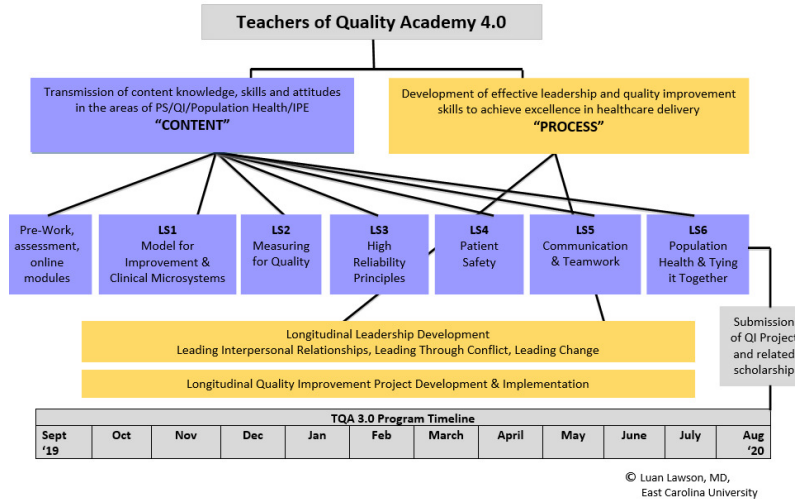 Teachers of Quality Academy 4.0
Transmission of content knowledge, skills and attitudes
in the areas of PS/QI/Population Health/IPE
“CONTENT”
Development of effective leadership and quality improvement
skills to achieve excellence in healthcare delivery
“PROCESS”
Pre-Work,
assessment,
online
modules
LS1
Model for
Improvement &
Clinical Microsystems
LS2
Measuring
for Quality
LS3
High
Reliability
Principles
LS4
Patient
Safety
LS5
Communication
& Teamwork
LS6
Population
Health & Tying
it Together
Submission
of QI Project
and related
scholarship
Longitudinal Leadership Development
Leading Interpersonal Relationships, Leading Through Conflict, Leading Change
Longitudinal Quality Improvement Project Development & Implementation
TQA 3.0 Program Timeline
Sept
‘19
Oct
Nov
Dec
Jan
Feb
March
April
May
June
July
Aug
‘20
© Luan Lawson, MD,
East Carolina University